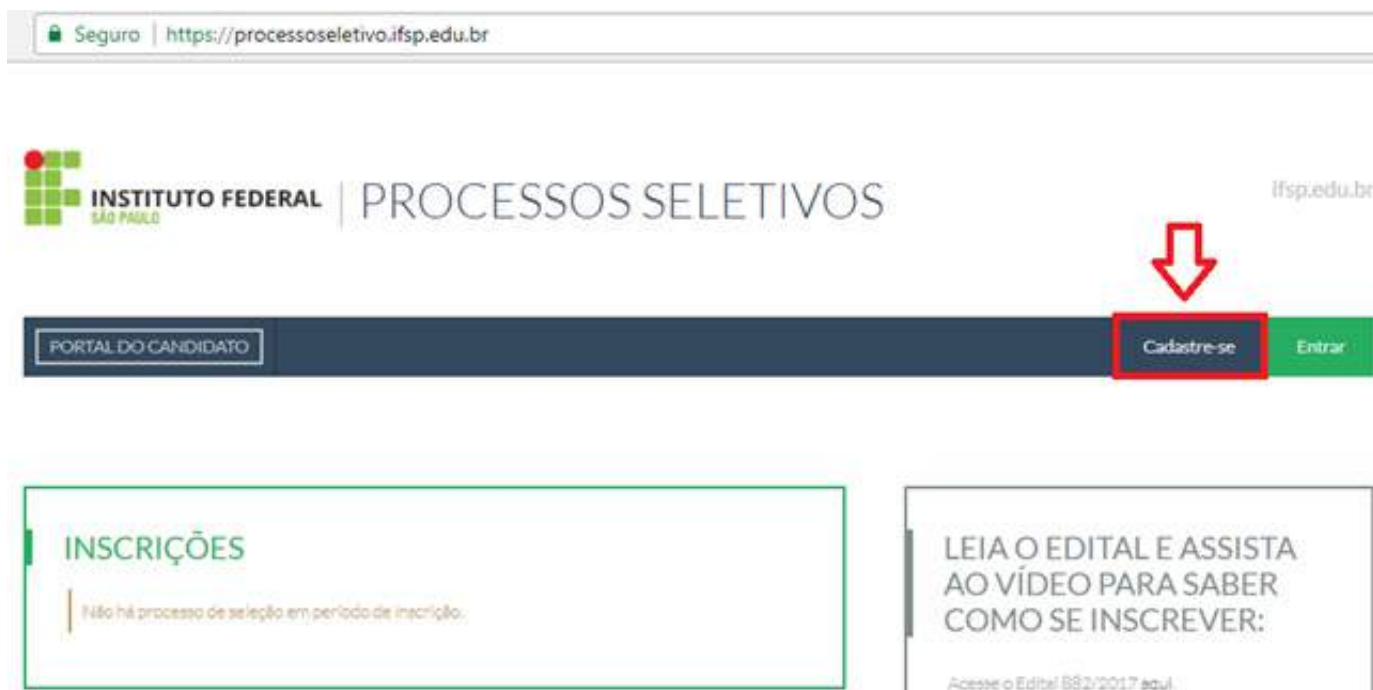 Seguro | https://processoseletivo.ifsp.edu.br
INSTITUTO FEDERAL
SÃO PAULO
PROCESSOS SELETIVOS
ifsp.edu.br
PORTAL DO CANDIDATO
Cadastre-se
Entrar
INSCRIÇÕES
Não há processo de seleção em período de inscrição.
LEIA O EDITAL E ASSISTA
AO VÍDEO PARA SABER
COMO SE INSCREVER:
Acesse o Edital 882/2017 aqui.